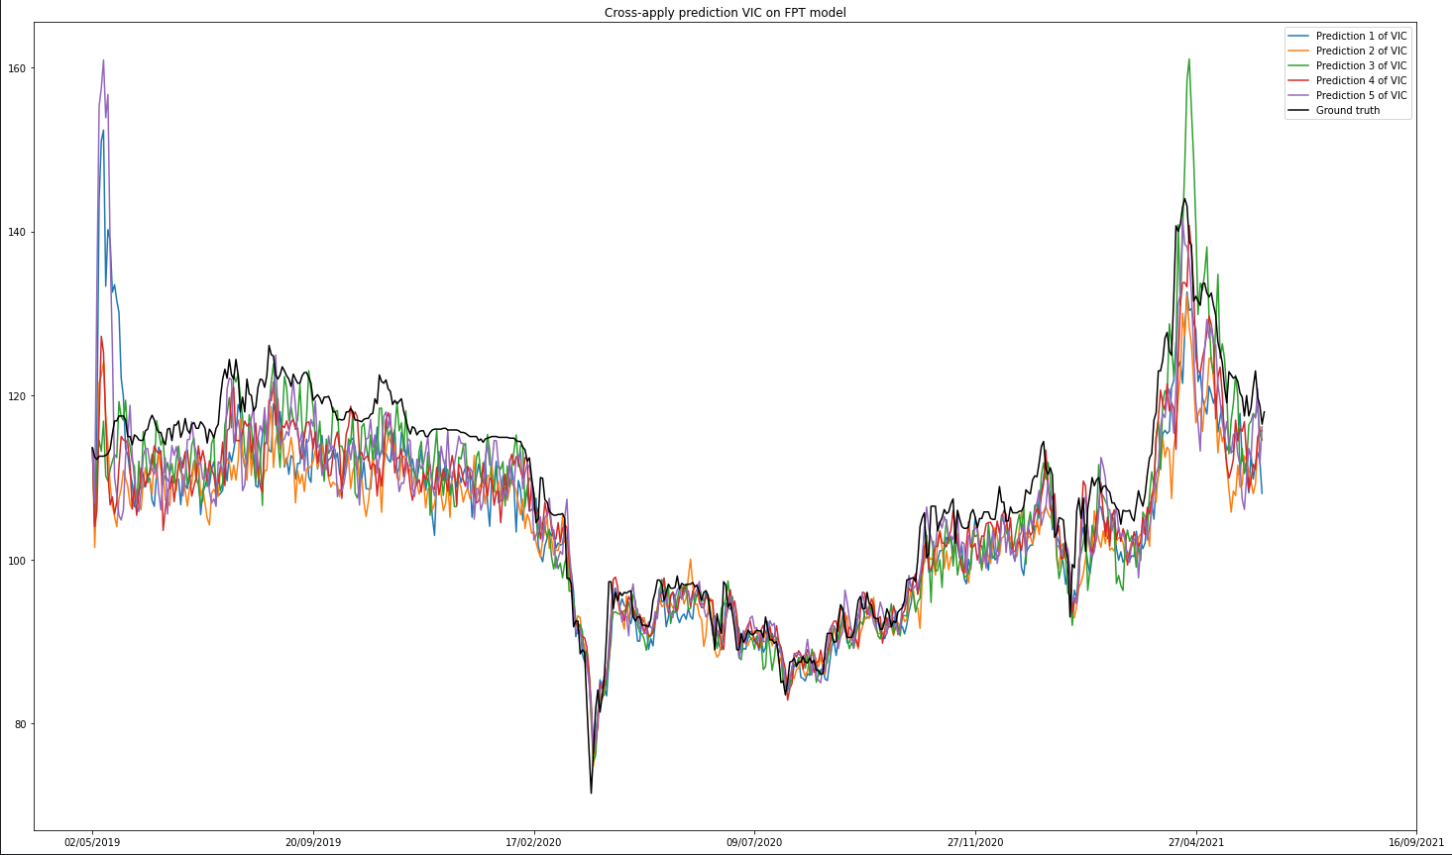 Cross-apply prediction VIC on FPT model
Prediction 1 of VIC
Prediction 2 of VIC
Prediction 3 of VIC
Prediction 4 of VIC
Prediction 5 of VIC
Ground truth
160
140
120
100
80
02/05/2019 20/09/2019 17/02/2020 09/07/2020 27/11/2020 27/04/2021 16/09/2021